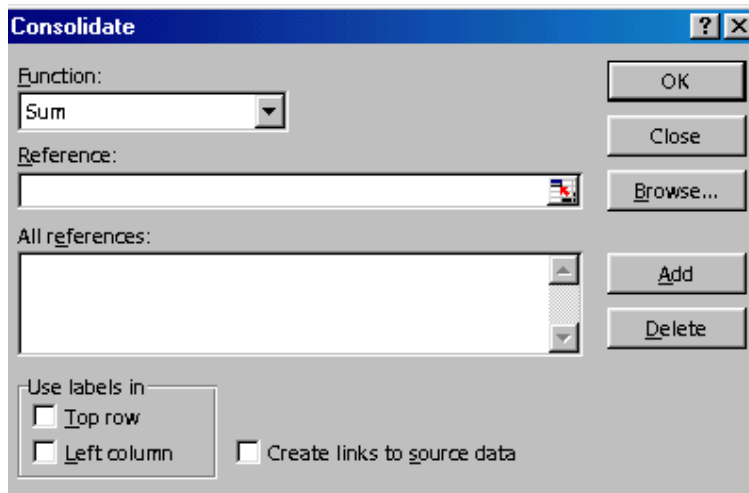 Consolidate
Function:
Sum
Reference:
All references:
Use labels in
Top row
Left column
Create links to source data
OK
Close
Browse...
Add
Delete